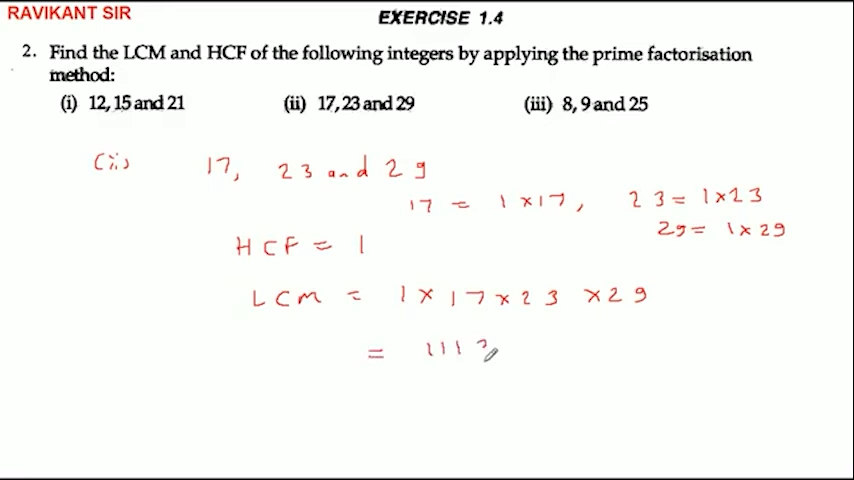 RAVIKANT SIR
EXERCISE 1.4
2. Find the LCM and HCF of the following integers by applying the prime factorisation
method:
(i) 12, 15 and 21 (ii) 17, 23 and 29 (iii) 8, 9 and 25
(ii) 17, 23 and 29
17 = 1 × 17, 23 = 1 × 23
29 = 1 × 29
HCF = 1
LCM = 1 × 17 × 23 × 29
= 111